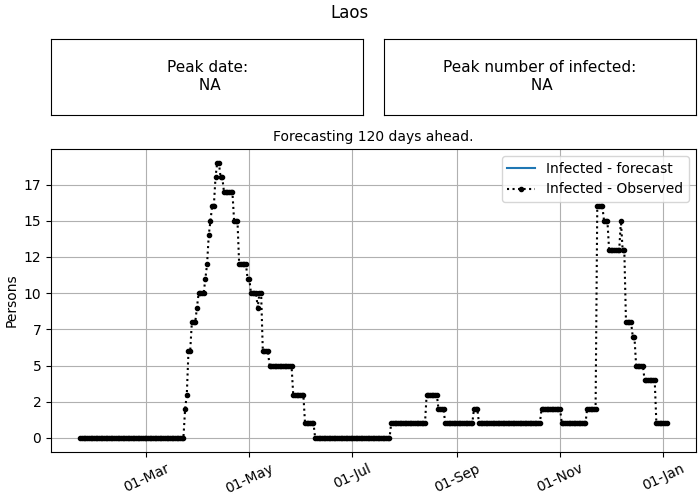 Laos
Peak date:
NA
Peak number of infected:
NA
Forecasting 120 days ahead.
Infected - forecast
Infected - Observed
Persons
17
15
12
10
7
5
2
0
01-Mar
01-May
01-Jul
01-Sep
01-Nov
01-Jan